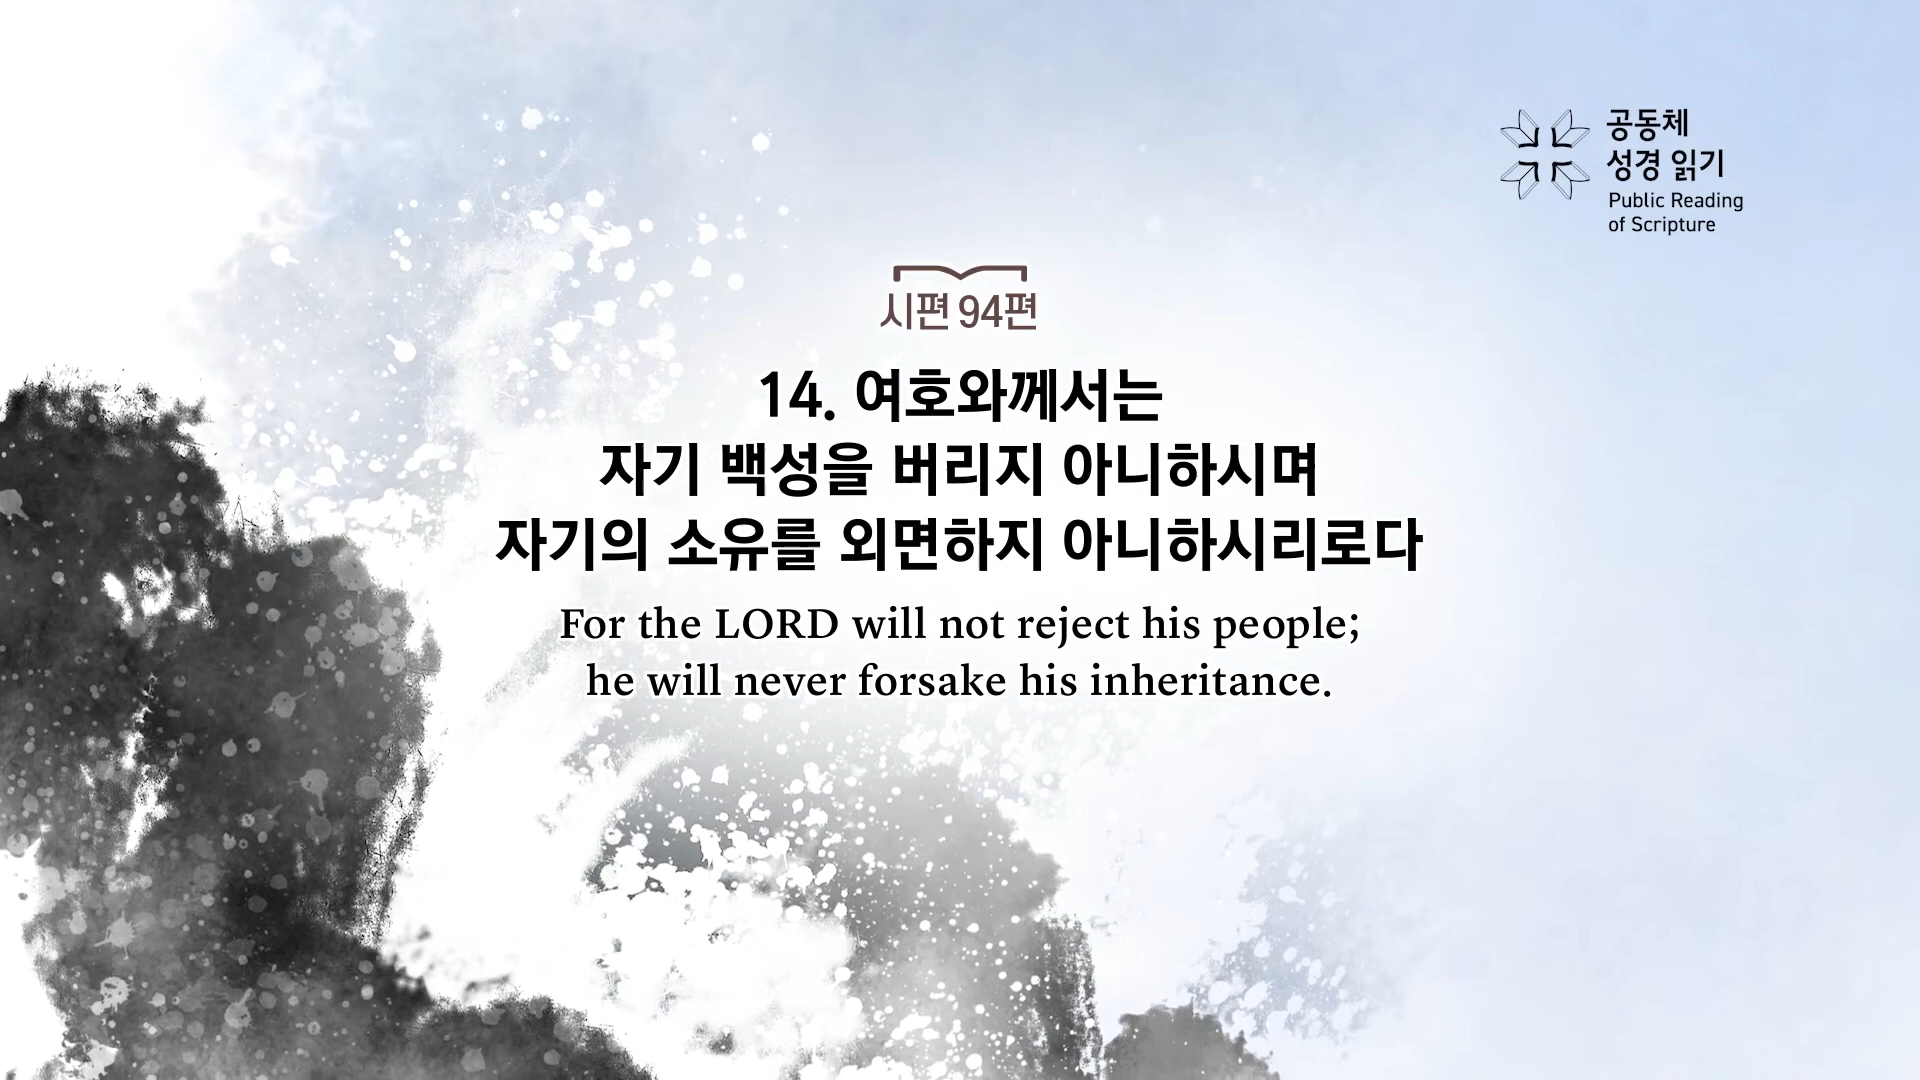 공동체
성경 읽기
Public Reading
of Scripture
시편 94편
14. 여호와께서는
자기 백성을 버리지 아니하시며
자기의 소유를 외면하지 아니하시리로다
For the LORD will not reject his people;
he will never forsake his inheritance.